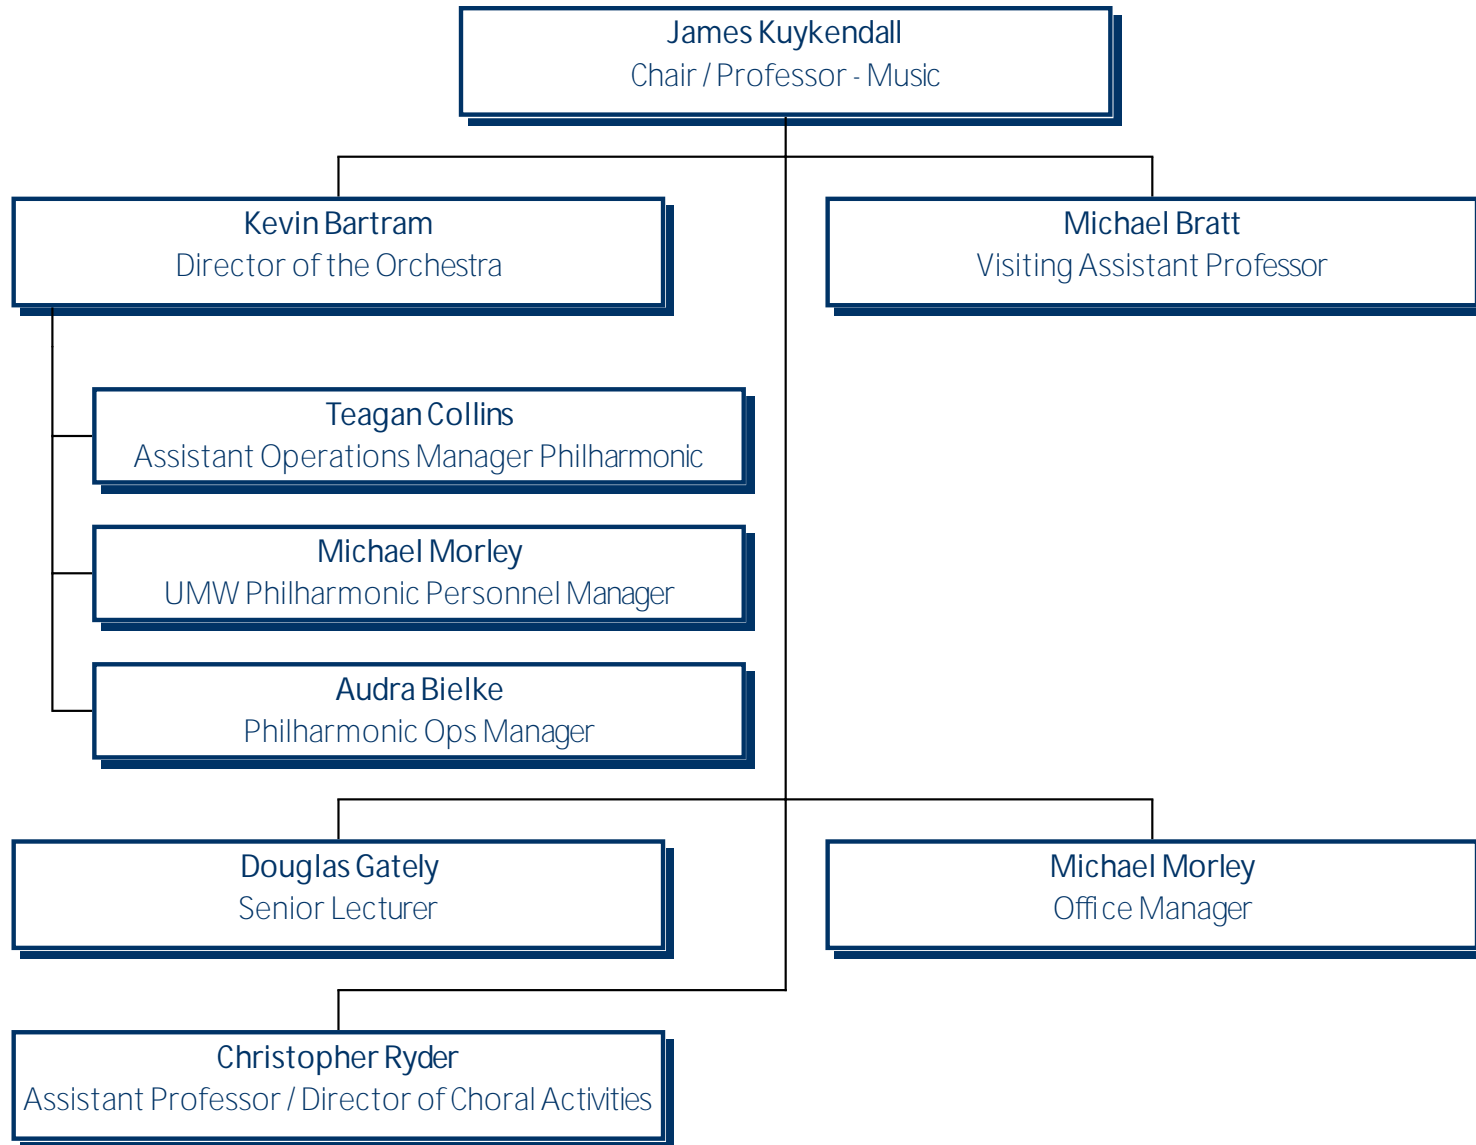 James Kuykendall
Chair / Professor - Music
Kevin Bartram
Director of the Orchestra
Michael Bratt
Visiting Assistant Professor
Teagan Collins
Assistant Operations Manager Philharmonic
Michael Morley
UMW Philharmonic Personnel Manager
Audra Bielke
Philharmonic Ops Manager
Douglas Gately
Senior Lecturer
Michael Morley
Office Manager
Christopher Ryder
Assistant Professor / Director of Choral Activities